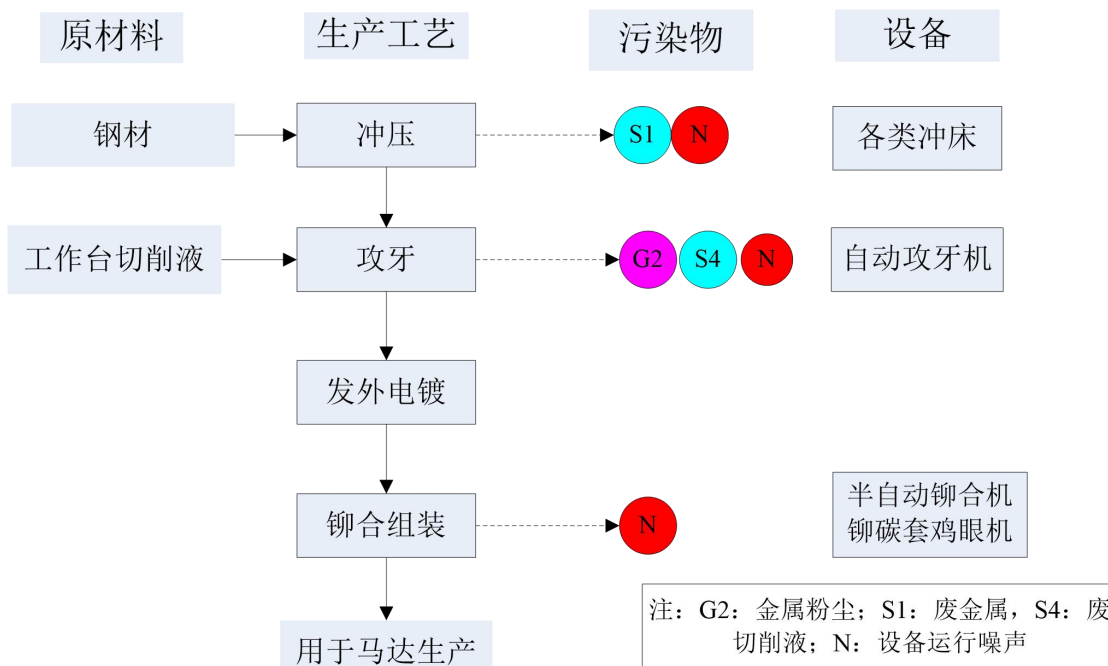 原材料 生产工艺 污染物 设备
钢材 冲压 S1 N 各类冲床
工作台切削液 攻牙 G2 S4 N 自动攻牙机
发外电镀
铆合组装 N 半自动铆合机
铆碳套鸡眼机
注：G2：金属粉尘；S1：废金属，S4：废
切削液；N：设备运行噪声
用于马达生产